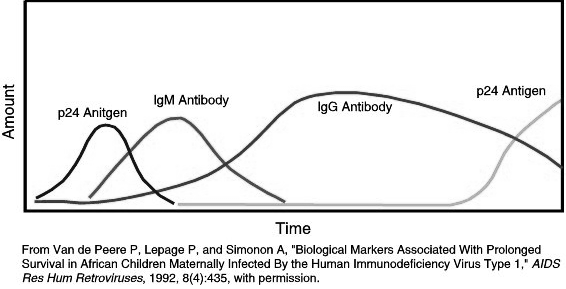 p24 Antigen
IgM Antibody
p24 Anitgen
IgG Antibody
Amount
Time
From Van de Peere P, Lepage P, and Simonon A, "Biological Markers Associated With Prolonged
Survival in African Children Maternally Infected By the Human Immunodeficiency Virus Type 1," AIDS
Res Hum Retroviruses, 1992, 8(4):435, with permission.